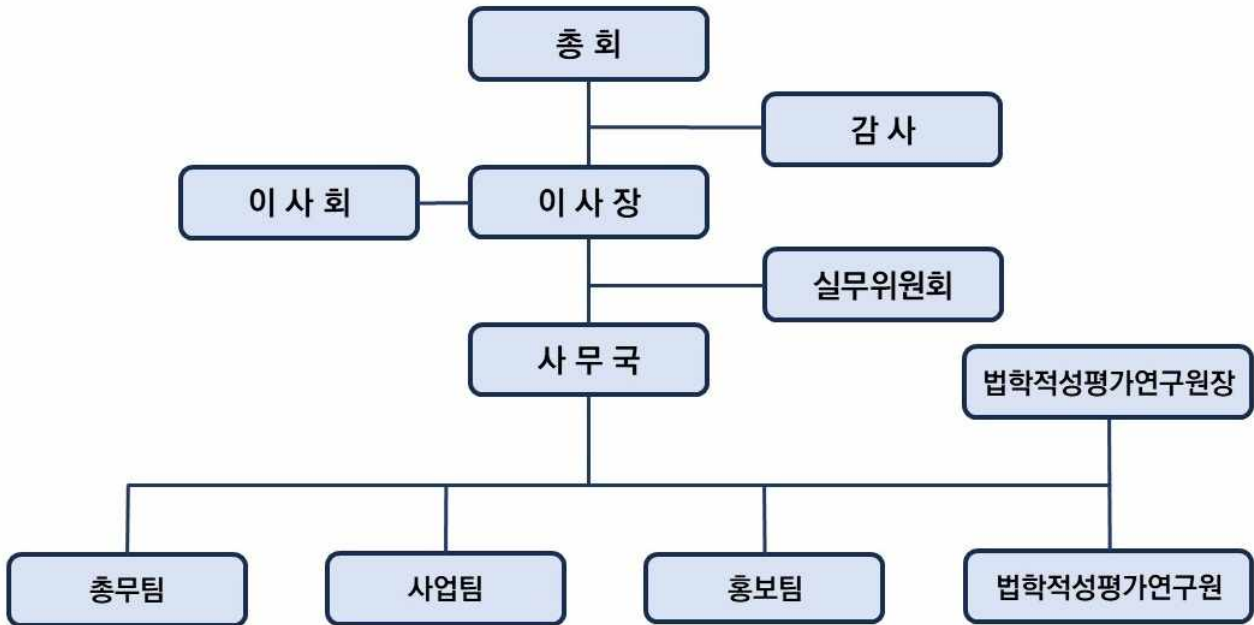 총 회
감 사
이 사 회
이 사 장
실무위원회
사 무 국
법학적성평가연구원장
총무팀
사업팀
홍보팀
법학적성평가연구원